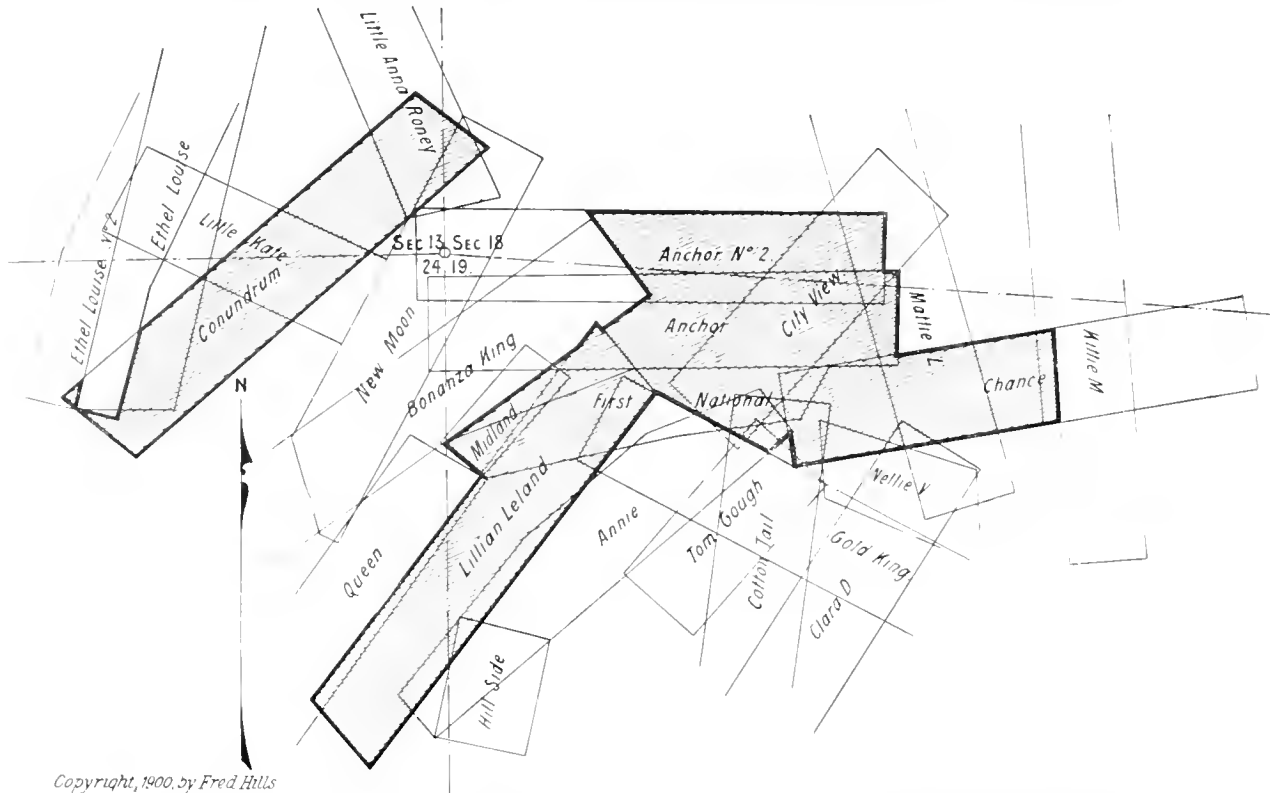 Little Anna Roney
Ethel Louise Nº 2
Ethel Louise
Little Kate
Conundrum
SEC 13 SEC 18
24 19.
Anchor Nº 2
City View
Anchor
Mattie L
Killie M
New Moon
Bonanza King
N
Midland
First National
Chance
Lillian Leland
Queen
Annie
Tom Gough
Cotton Tail
Nellie V
Gold King
Clara D
Hill Side
Copyright, 1900, by Fred Hills